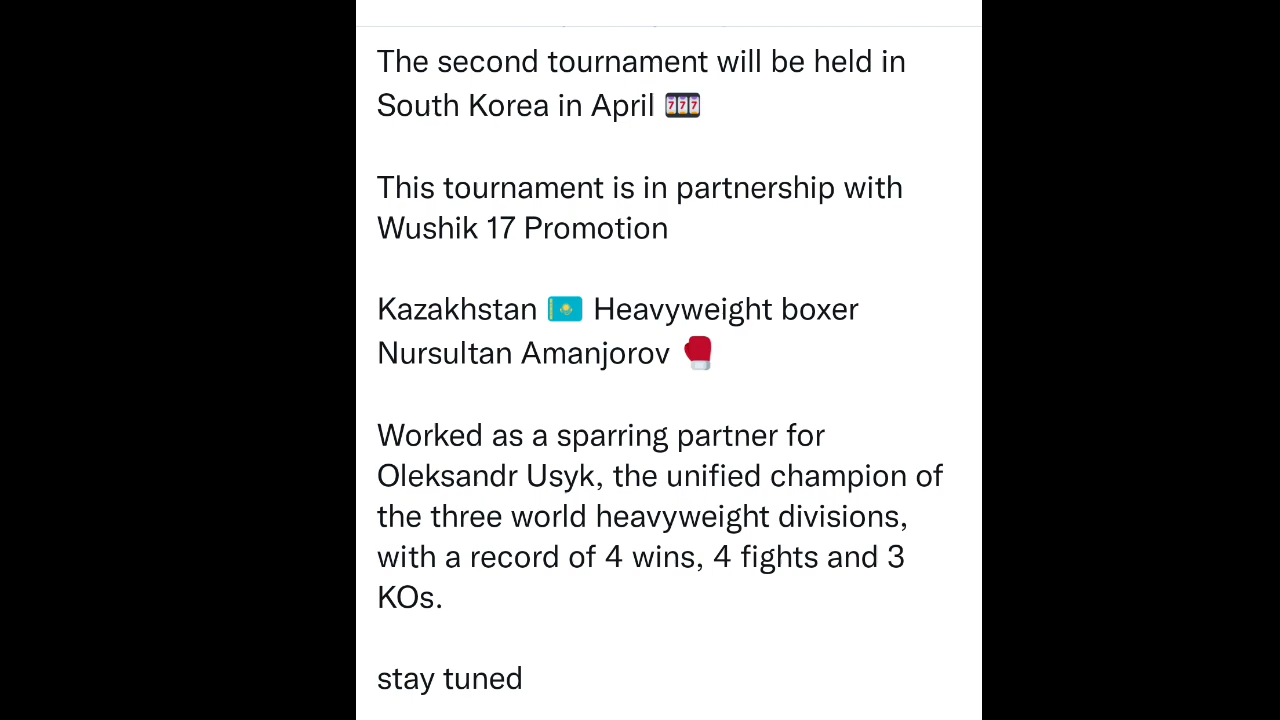 The second tournament will be held in
South Korea in April 🎰
This tournament is in partnership with
Wushik 17 Promotion
Kazakhstan 🇰🇿 Heavyweight boxer
Nursultan Amanjorov 🥊
Worked as a sparring partner for
Oleksandr Usyk, the unified champion of
the three world heavyweight divisions,
with a record of 4 wins, 4 fights and 3
KOs.
stay tuned